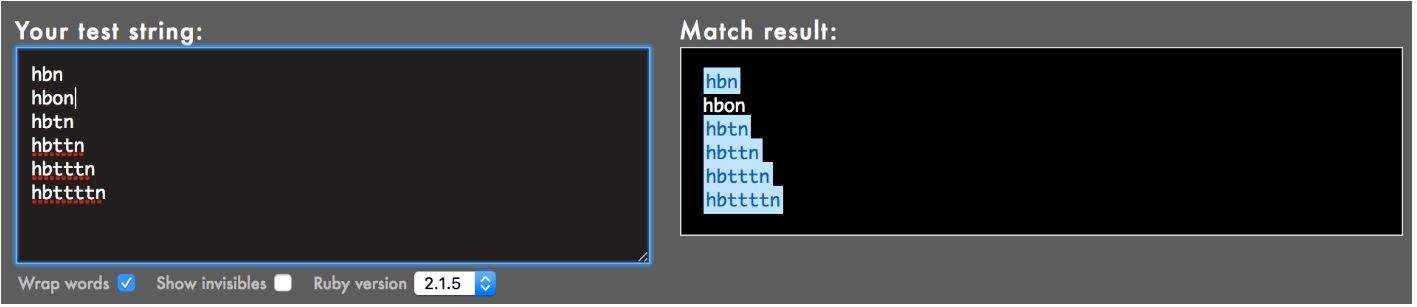 Your test string:
hbn
hbon
hbtn
hbttn
hbtttn
hbttttn
Wrap words
Show invisibles
Ruby version 2.1.5
Match result:
hbn
hbon
hbtn
hbttn
hbtttn
hbttttn